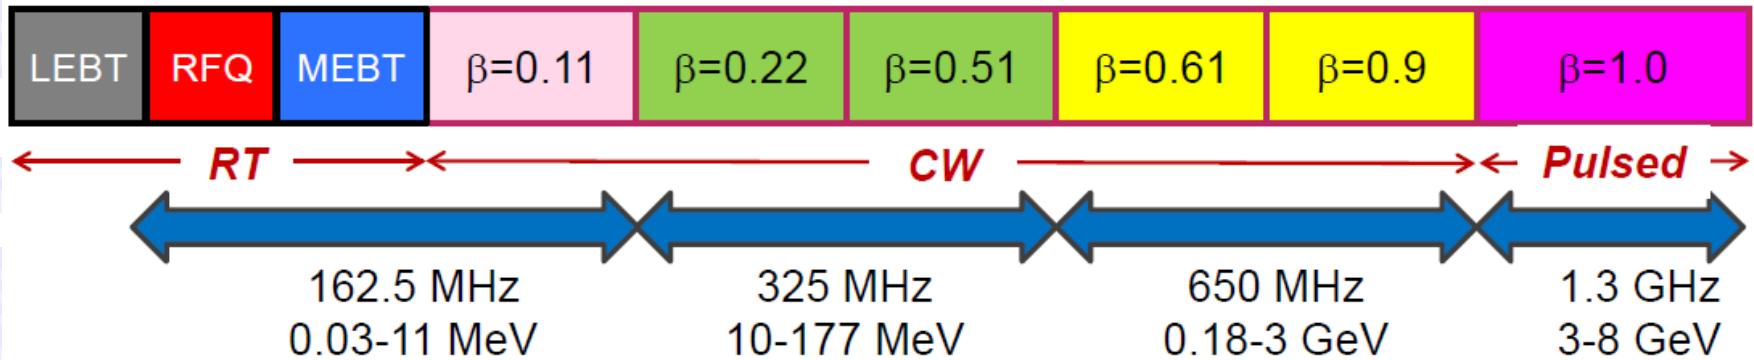 LEBT RFQ MEBT β=0.11 β=0.22 β=0.51 β=0.61 β=0.9 β=1.0
RT CW Pulsed
162.5 MHz 325 MHz 650 MHz 1.3 GHz
0.03-11 MeV 10-177 MeV 0.18-3 GeV 3-8 GeV